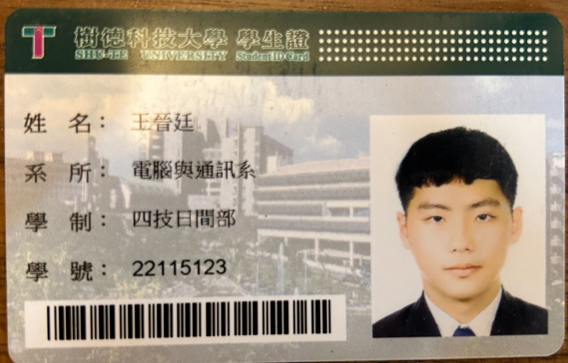 樹德科技大學 學生證
SHU-TE UNIVERSITY Student ID Card
姓名: 王晉廷
系所: 電腦與通訊系
學制: 四技日間部
學號: 22115123